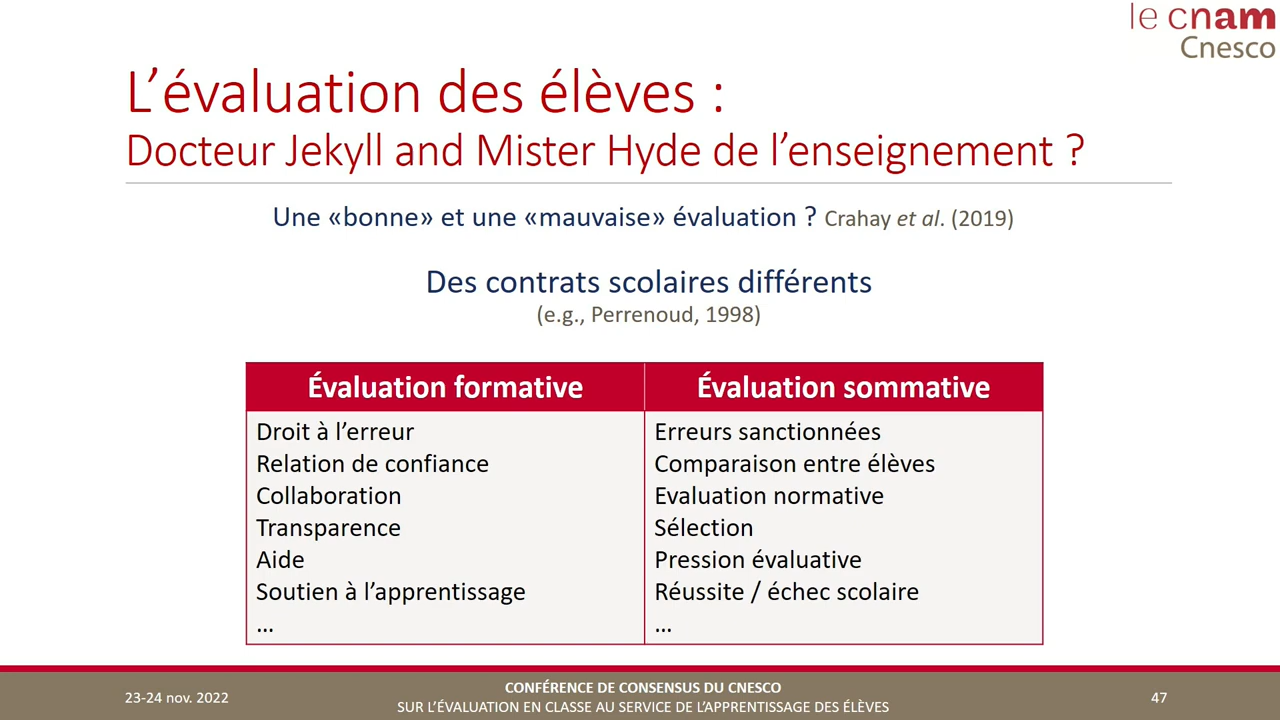 le cnam
Cnesco
L’évaluation des élèves :
Docteur Jekyll and Mister Hyde de l’enseignement ?
Une «bonne» et une «mauvaise» évaluation ? Crahay et al. (2019)
Des contrats scolaires différents
(e.g., Perrenoud, 1998)
Évaluation formative
Droit à l’erreur
Relation de confiance
Collaboration
Transparence
Aide
Soutien à l’apprentissage
...
Évaluation sommative
Erreurs sanctionnées
Comparaison entre élèves
Evaluation normative
Sélection
Pression évaluative
Réussite / échec scolaire
...
23-24 nov. 2022
CONFÉRENCE DE CONSENSUS DU CNESCO
SUR L’ÉVALUATION EN CLASSE AU SERVICE DE L’APPRENTISSAGE DES ÉLÈVES
47